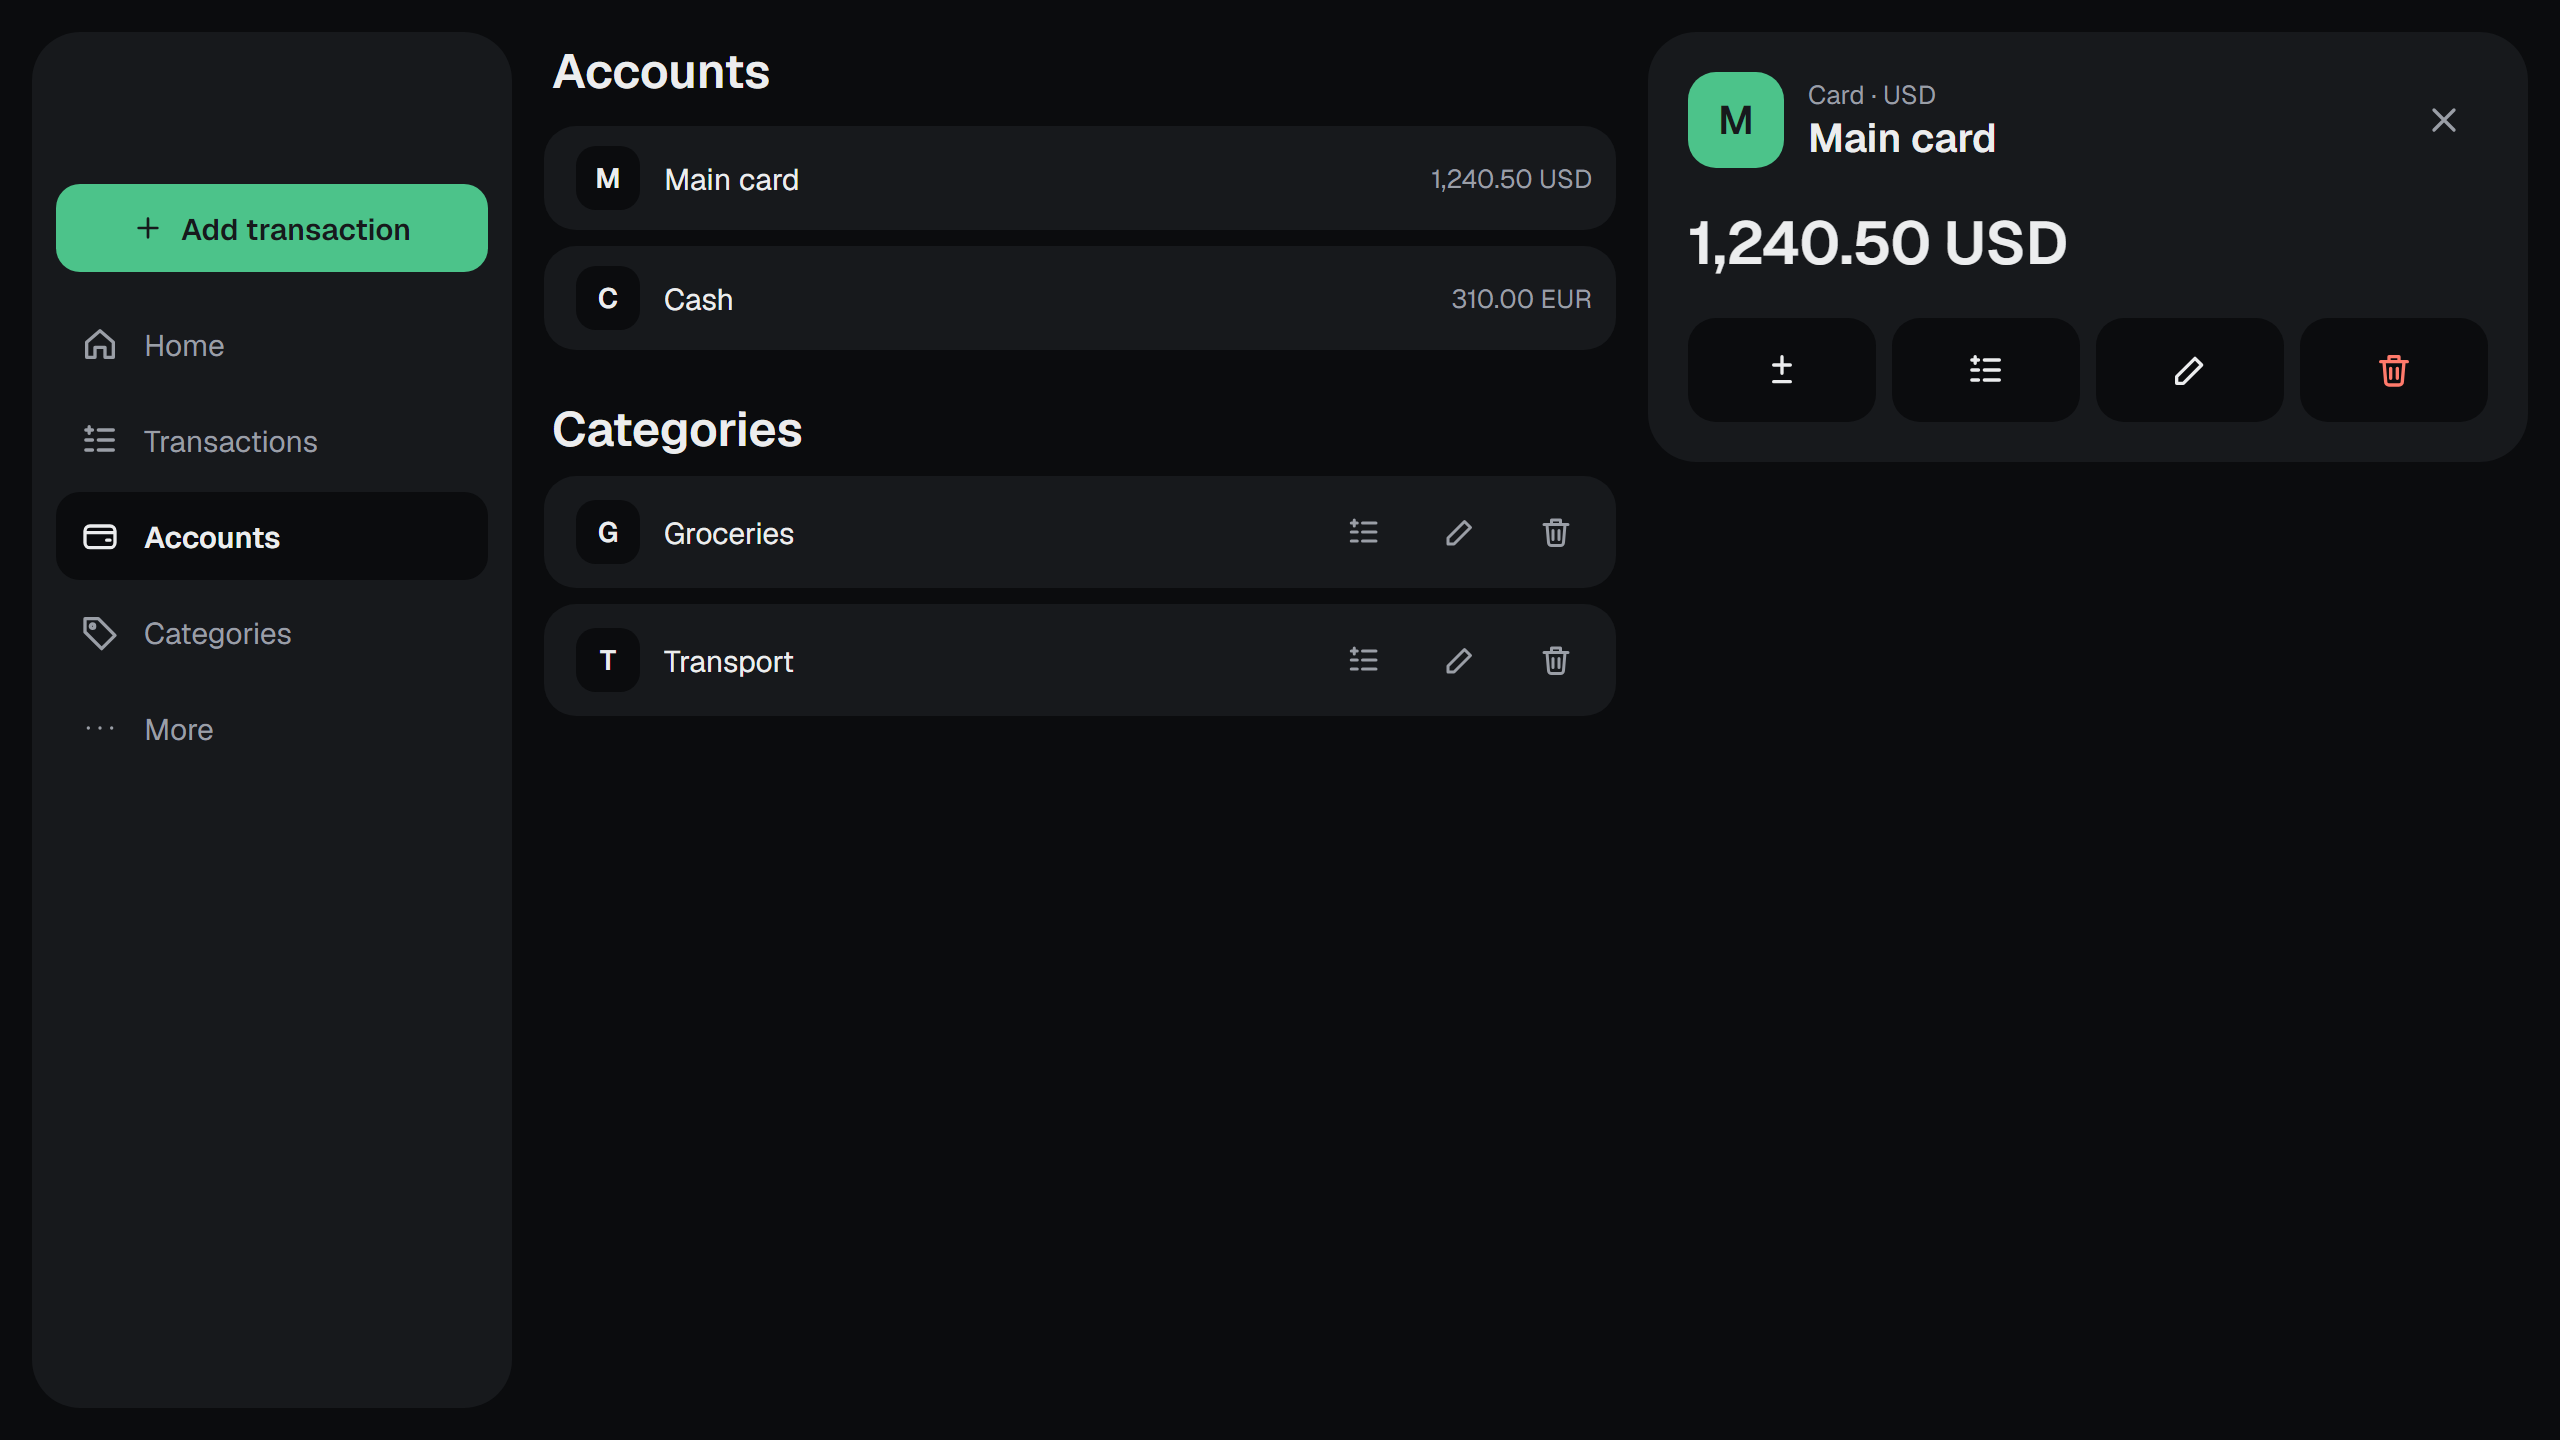 Add transaction
Home
Transactions
Accounts
Categories
More
Accounts
M Main card 1,240.50 USD
C Cash 310.00 EUR
Categories
G Groceries
T Transport
M
Card · USD
Main card
1,240.50 USD